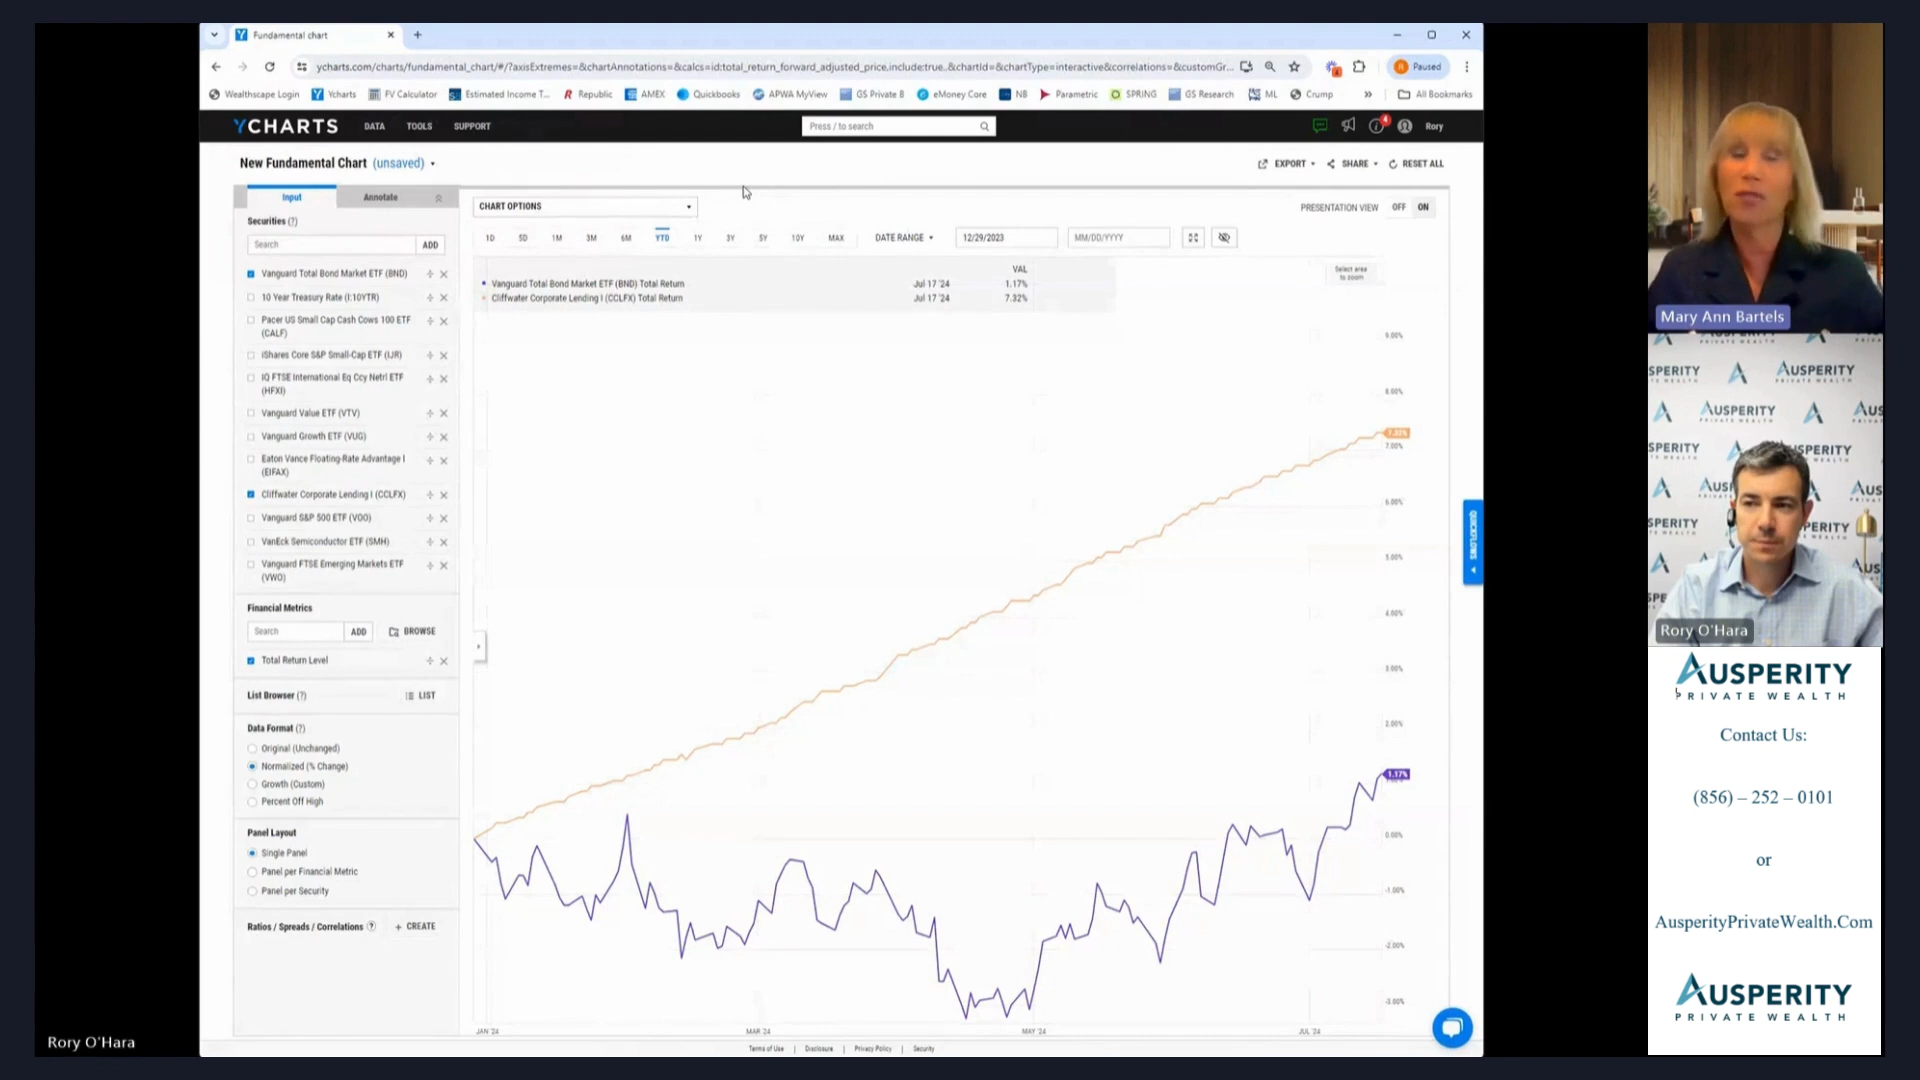 Fundamental chart
ycharts.com/charts/fundamental_chart/#/?axisExtremes=&chartAnnotations=&calcs=id:total_return_forward_adjusted_price,include:true,,&chartId=&chartType=interactive&correlations=&customGr...
Paused
Wealthscape Login Ycharts FV Calculator Estimated Income T... Republic AMEX Quickbooks APWA MyView GS Private B eMoney Core NB Parametric SPRING GS Research ML Crump » All Bookmarks
YCHARTS DATA TOOLS SUPPORT Press / to search 4 Rory
New Fundamental Chart (unsaved)
EXPORT SHARE RESET ALL
Input Annotate
Securities (?)
Search ADD
Vanguard Total Bond Market ETF (BND)
10 Year Treasury Rate (I:10YTR)
Pacer US Small Cap Cash Cows 100 ETF
(CALF)
iShares Core S&P Small-Cap ETF (IJR)
IQ FTSE International Eq Ccy Netrl ETF
(HFXI)
Vanguard Value ETF (VTV)
Vanguard Growth ETF (VUG)
Eaton Vance Floating-Rate Advantage I
(EIFAX)
Cliffwater Corporate Lending I (CCLFX)
Vanguard S&P 500 ETF (VOO)
VanEck Semiconductor ETF (SMH)
Vanguard FTSE Emerging Markets ETF
(VWO)
Financial Metrics
Search ADD BROWSE
Total Return Level
List Browser (?) LIST
Data Format (?)
Original (Unchanged)
Normalized (% Change)
Growth (Custom)
Percent Off High
Panel Layout
Single Panel
Panel per Financial Metric
Panel per Security
Ratios / Spreads / Correlations ? + CREATE
CHART OPTIONS
PRESENTATION VIEW OFF ON
1D 5D 1M 3M 6M YTD 1Y 3Y 5Y 10Y MAX DATE RANGE 12/29/2023 MM/DD/YYYY
VAL
Vanguard Total Bond Market ETF (BND) Total Return Jul 17 '24 1.17%
Cliffwater Corporate Lending I (CCLFX) Total Return Jul 17 '24 7.32%
Select area
to zoom
9.00%
8.00%
7.32%
7.00%
6.00%
5.00%
4.00%
3.00%
2.00%
1.17%
0.00%
-1.00%
-2.00%
-3.00%
JAN '24 MAR '24 MAY '24 JUL '24
QUICKFLOWS
Terms of Use | Disclosure | Privacy Policy | Security
Mary Ann Bartels
AUSPERITY
PRIVATE WEALTH
Rory O'Hara
AUSPERITY
PRIVATE WEALTH
Contact Us:
(856) – 252 – 0101
or
AusperityPrivateWealth.Com
AUSPERITY
PRIVATE WEALTH
Rory O'Hara